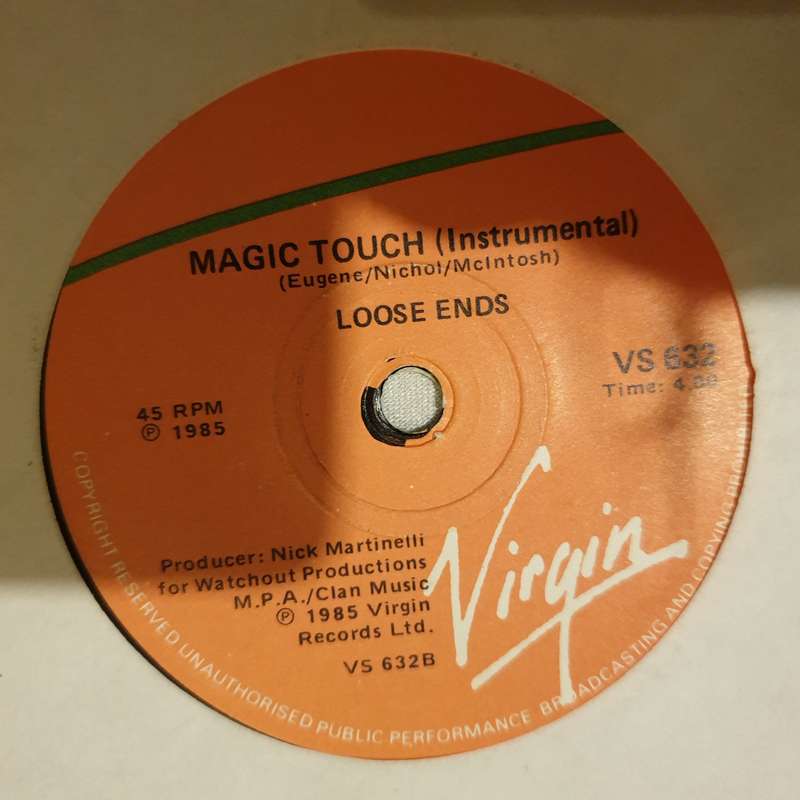 MAGIC TOUCH (Instrumental)
(Eugene/Nichol/McIntosh)
LOOSE ENDS
VS 632
Time: 4.
45 RPM
℗ 1985
Producer: Nick Martinelli
for Watchout Productions
M.P.A./Clan Music
℗ 1985 Virgin
Records Ltd.
VS 632B
Virgin
COPYRIGHT RESERVED UNAUTHORISED PUBLIC PERFORMANCE BROADCASTING AND COPYING